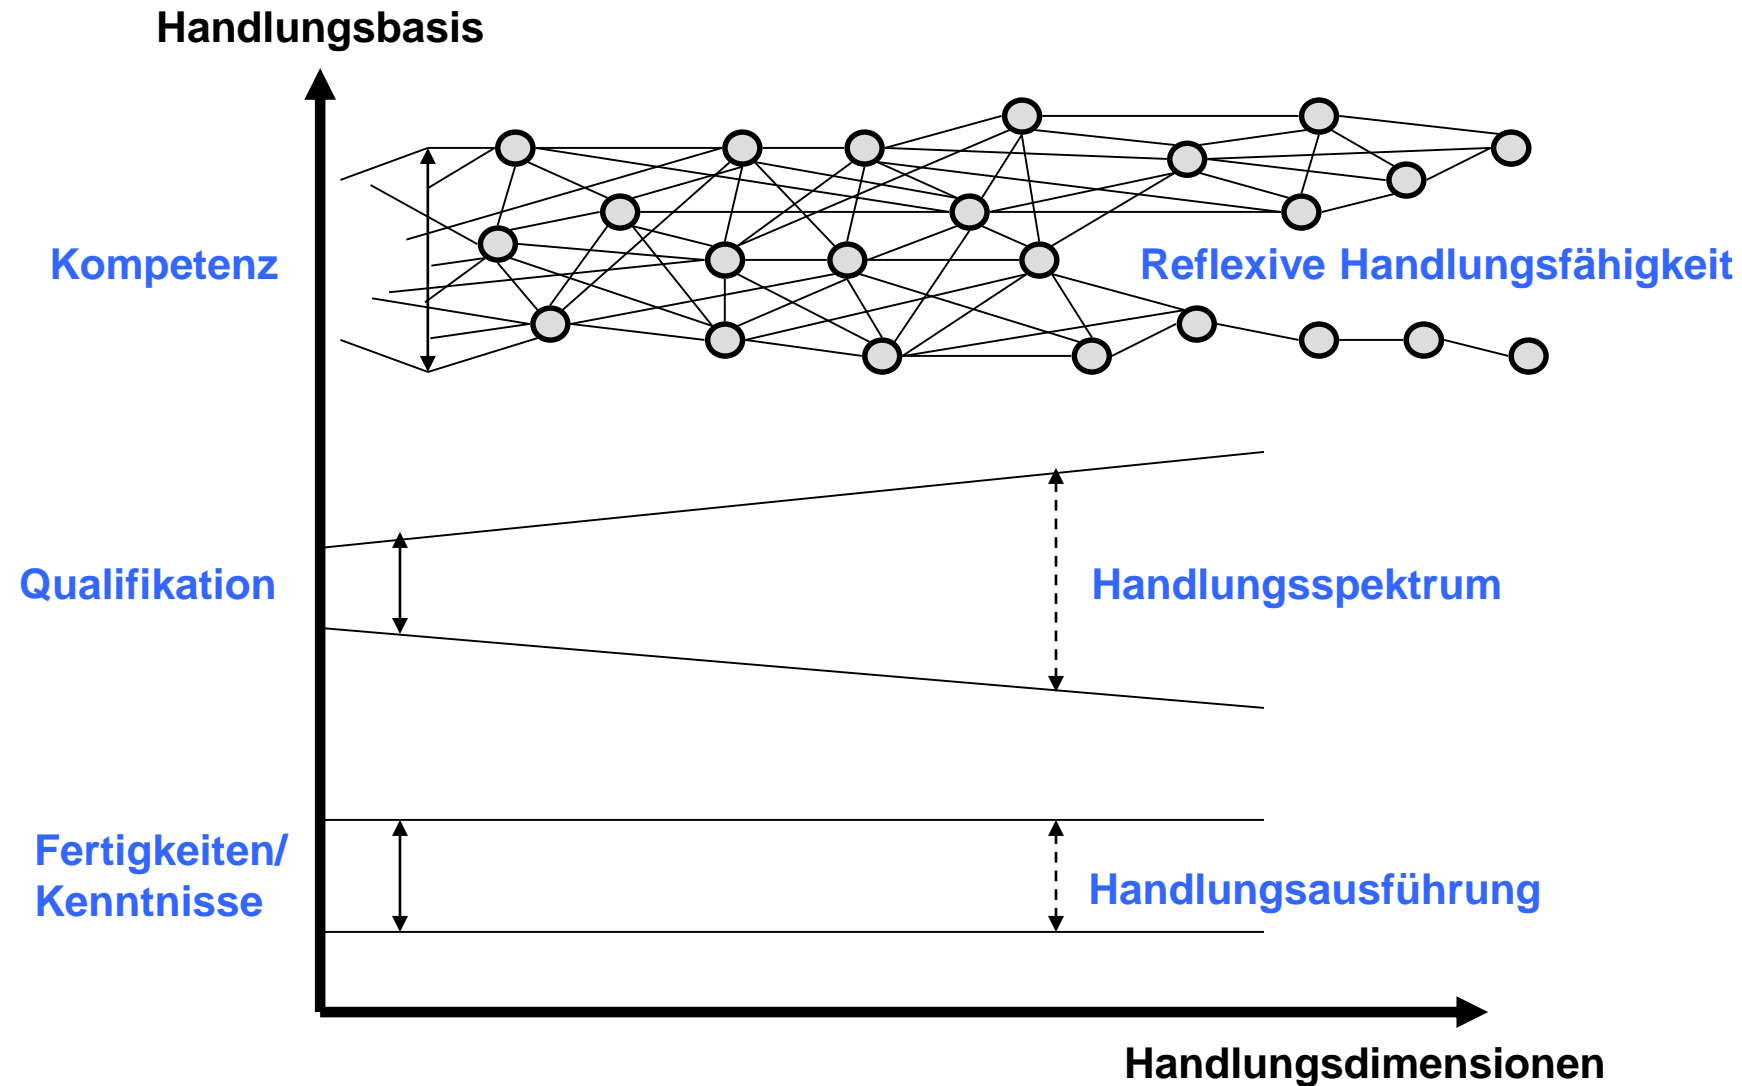 Handlungsbasis
Kompetenz
Reflexive Handlungsfähigkeit
Qualifikation
Handlungsspektrum
Fertigkeiten/
Kenntnisse
Handlungsausführung
Handlungsdimensionen